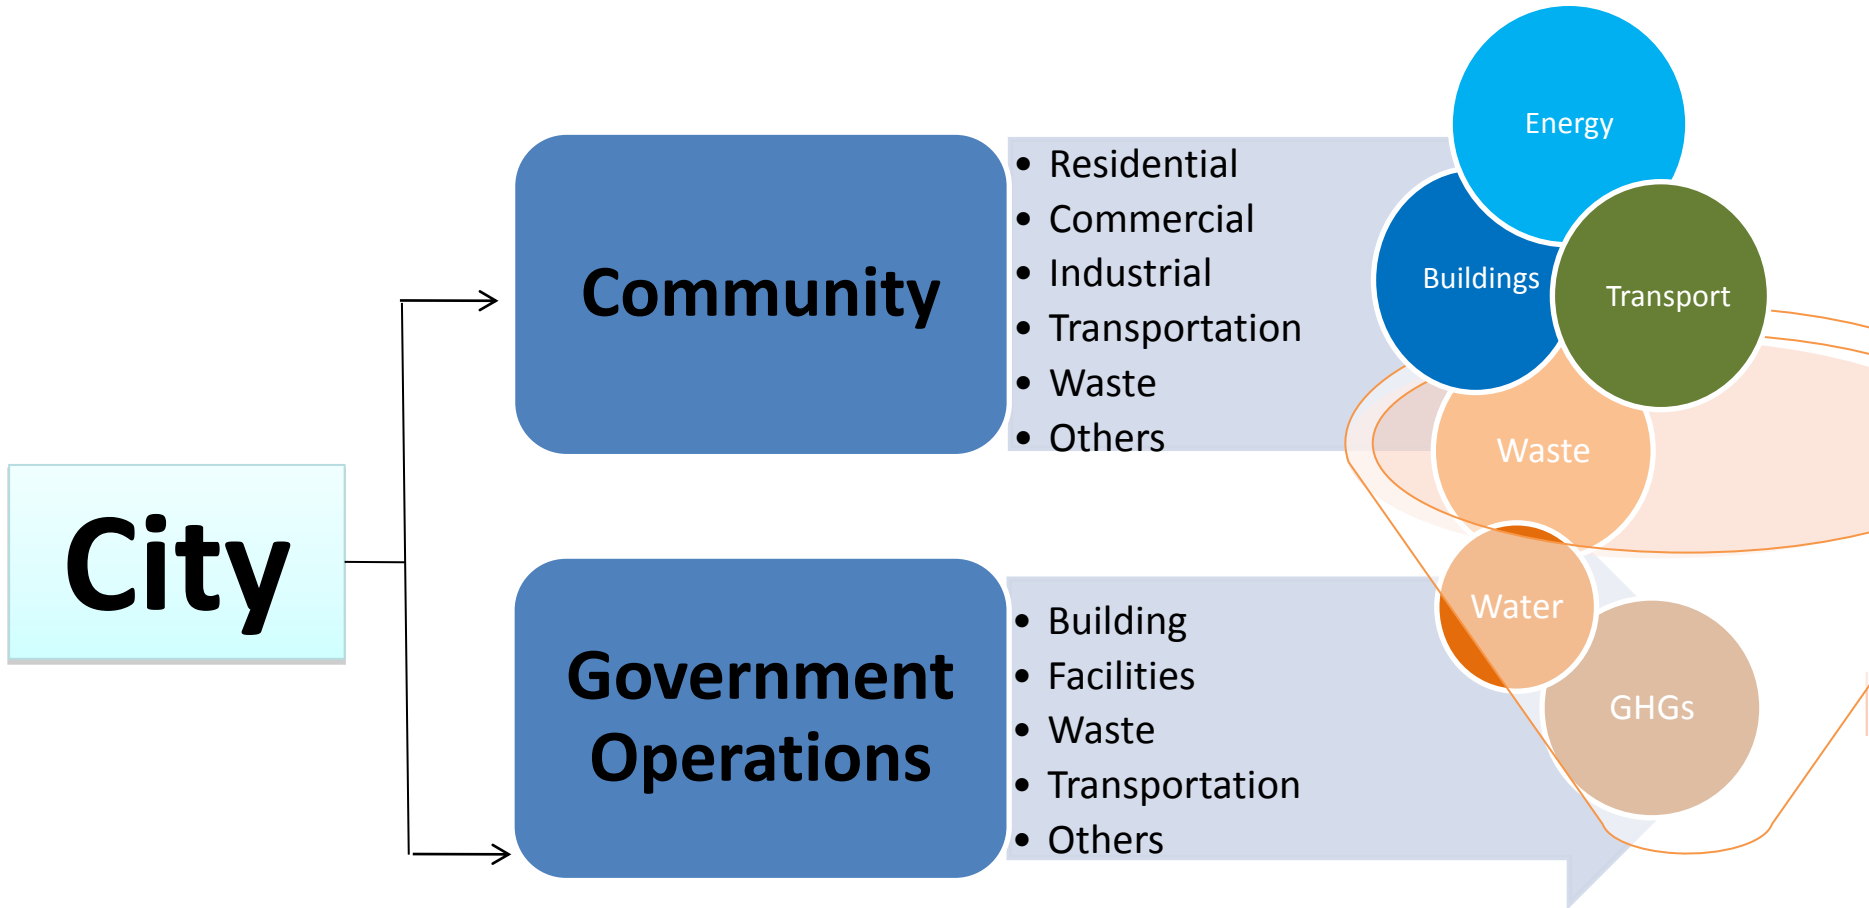 City
Community
• Residential
• Commercial
• Industrial
• Transportation
• Waste
• Others
Government
Operations
• Building
• Facilities
• Waste
• Transportation
• Others
Energy
Buildings
Transport
Waste
Water
GHGs